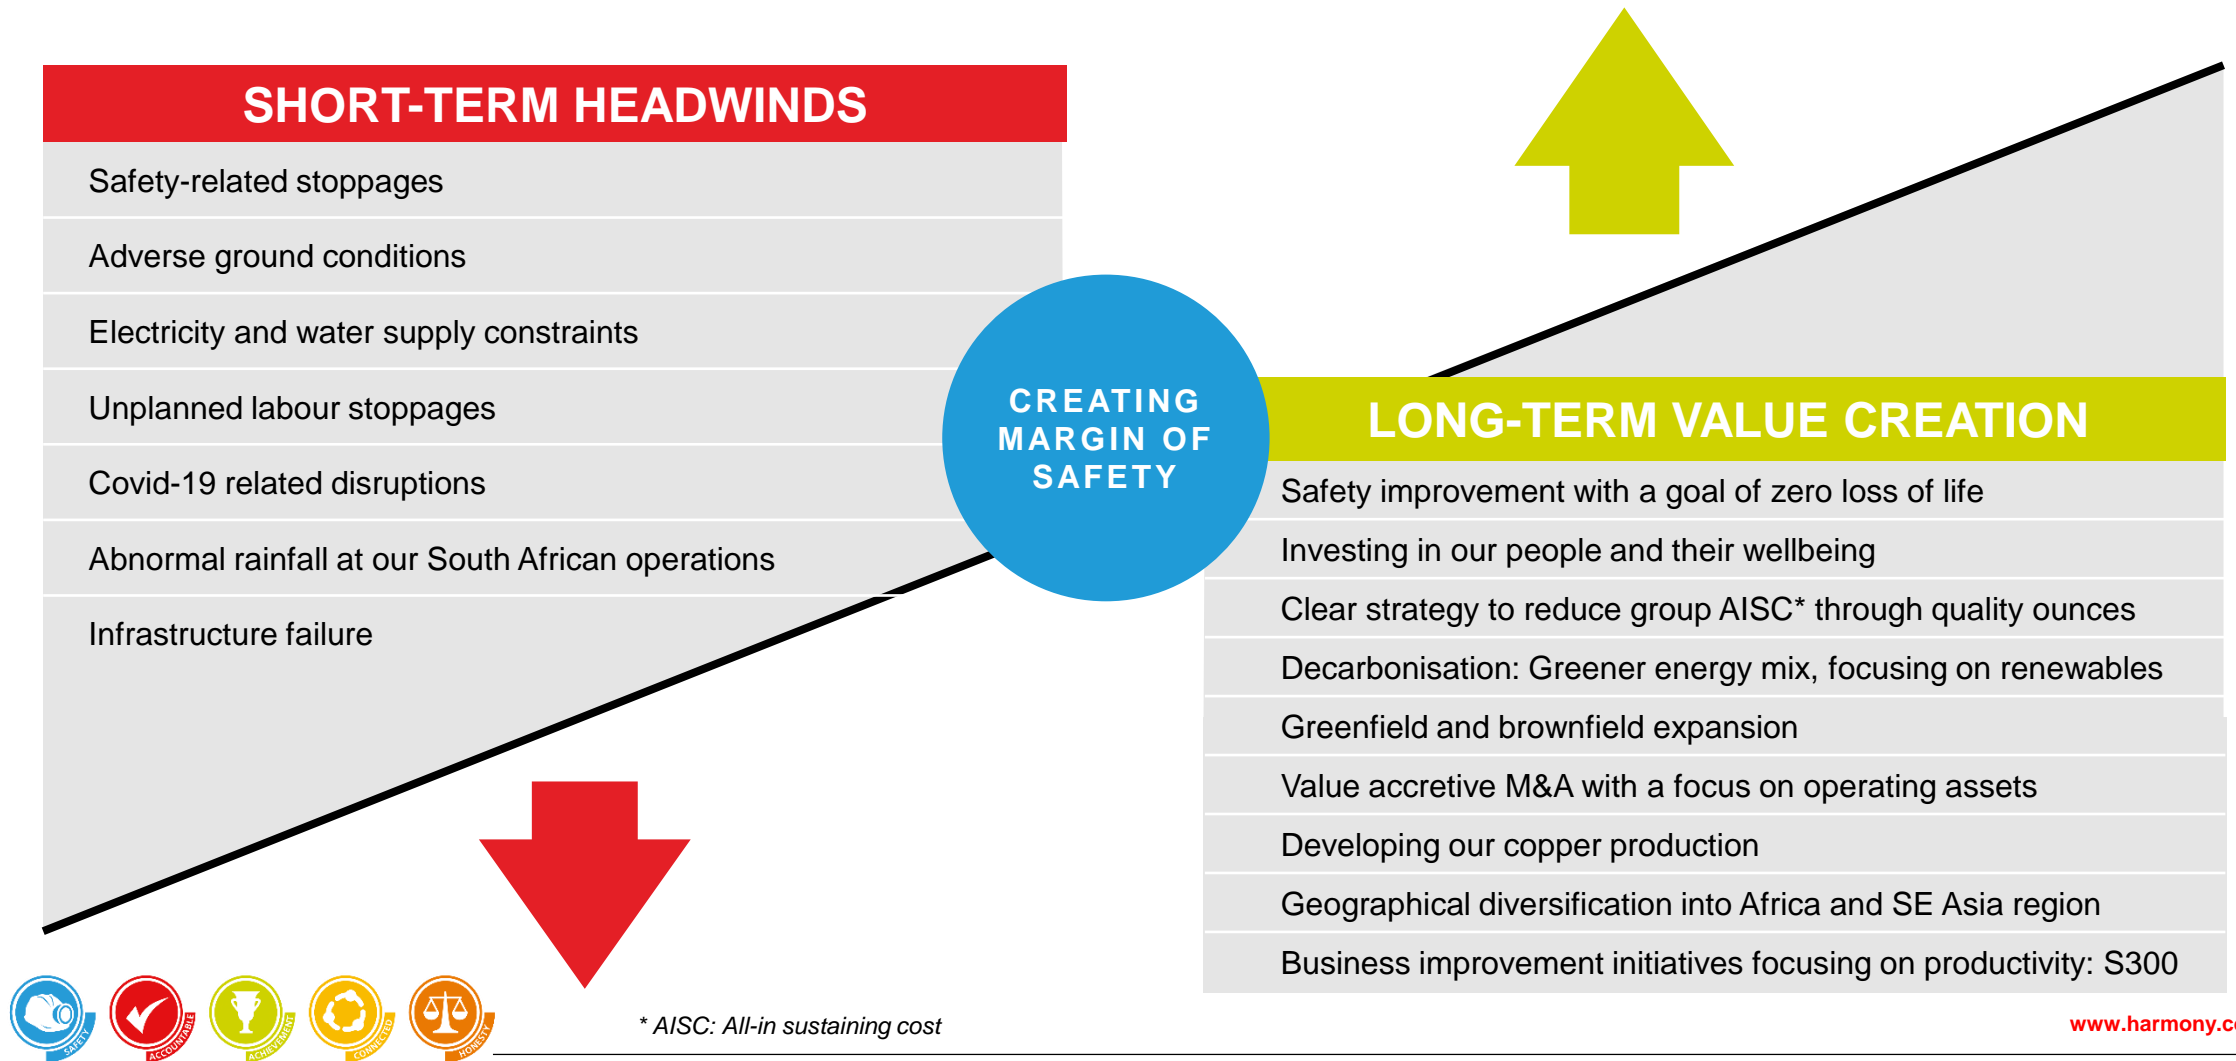 SHORT-TERM HEADWINDS
Safety-related stoppages
Adverse ground conditions
Electricity and water supply constraints
Unplanned labour stoppages
Covid-19 related disruptions
Abnormal rainfall at our South African operations
Infrastructure failure
CREATING
MARGIN OF
SAFETY
LONG-TERM VALUE CREATION
Safety improvement with a goal of zero loss of life
Investing in our people and their wellbeing
Clear strategy to reduce group AISC* through quality ounces
Decarbonisation: Greener energy mix, focusing on renewables
Greenfield and brownfield expansion
Value accretive M&A with a focus on operating assets
Developing our copper production
Geographical diversification into Africa and SE Asia region
Business improvement initiatives focusing on productivity: S300
SAFETY
ACCOUNTABLE
ACHIEVEMENT
CONNECTED
HONESTY
* AISC: All-in sustaining cost
www.harmony.c